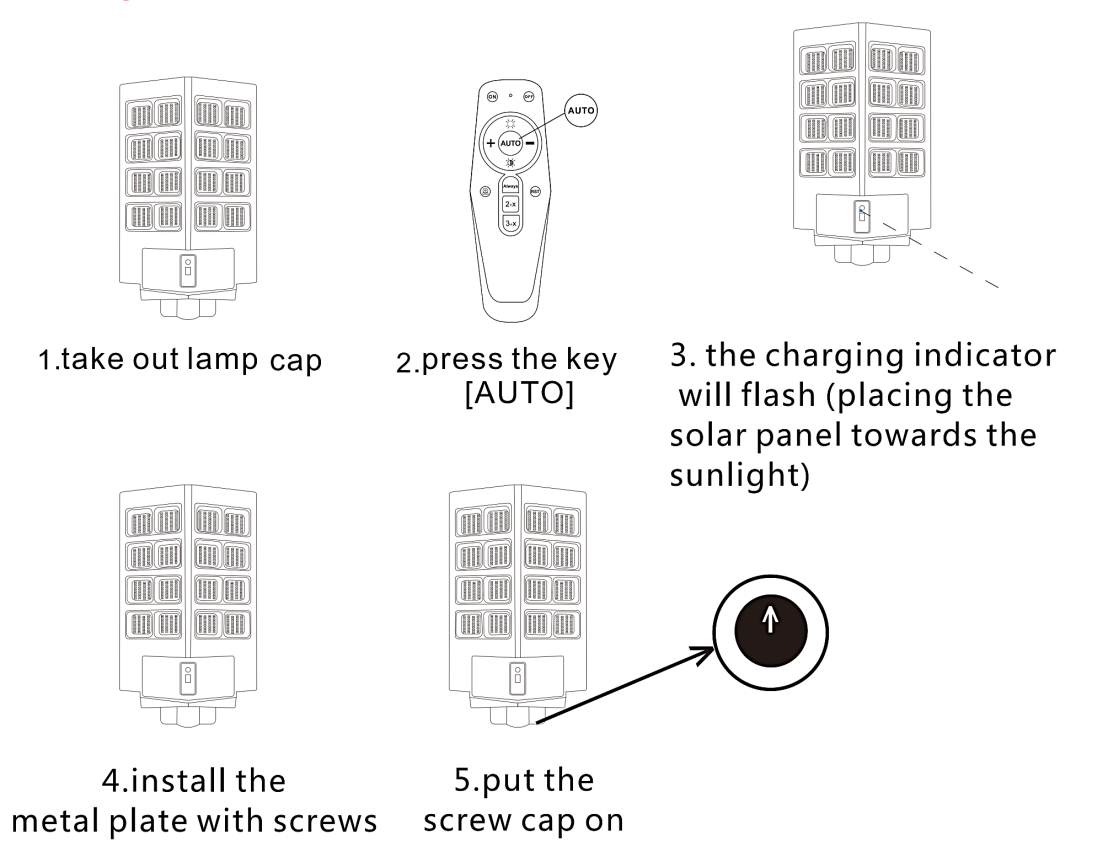 ON
OFF
AUTO
+ AUTO -
Always
RST
2-x
3-x
1.take out lamp cap
2.press the key
[AUTO]
3. the charging indicator
will flash (placing the
solar panel towards the
sunlight)
4.install the
metal plate with screws
5.put the
screw cap on